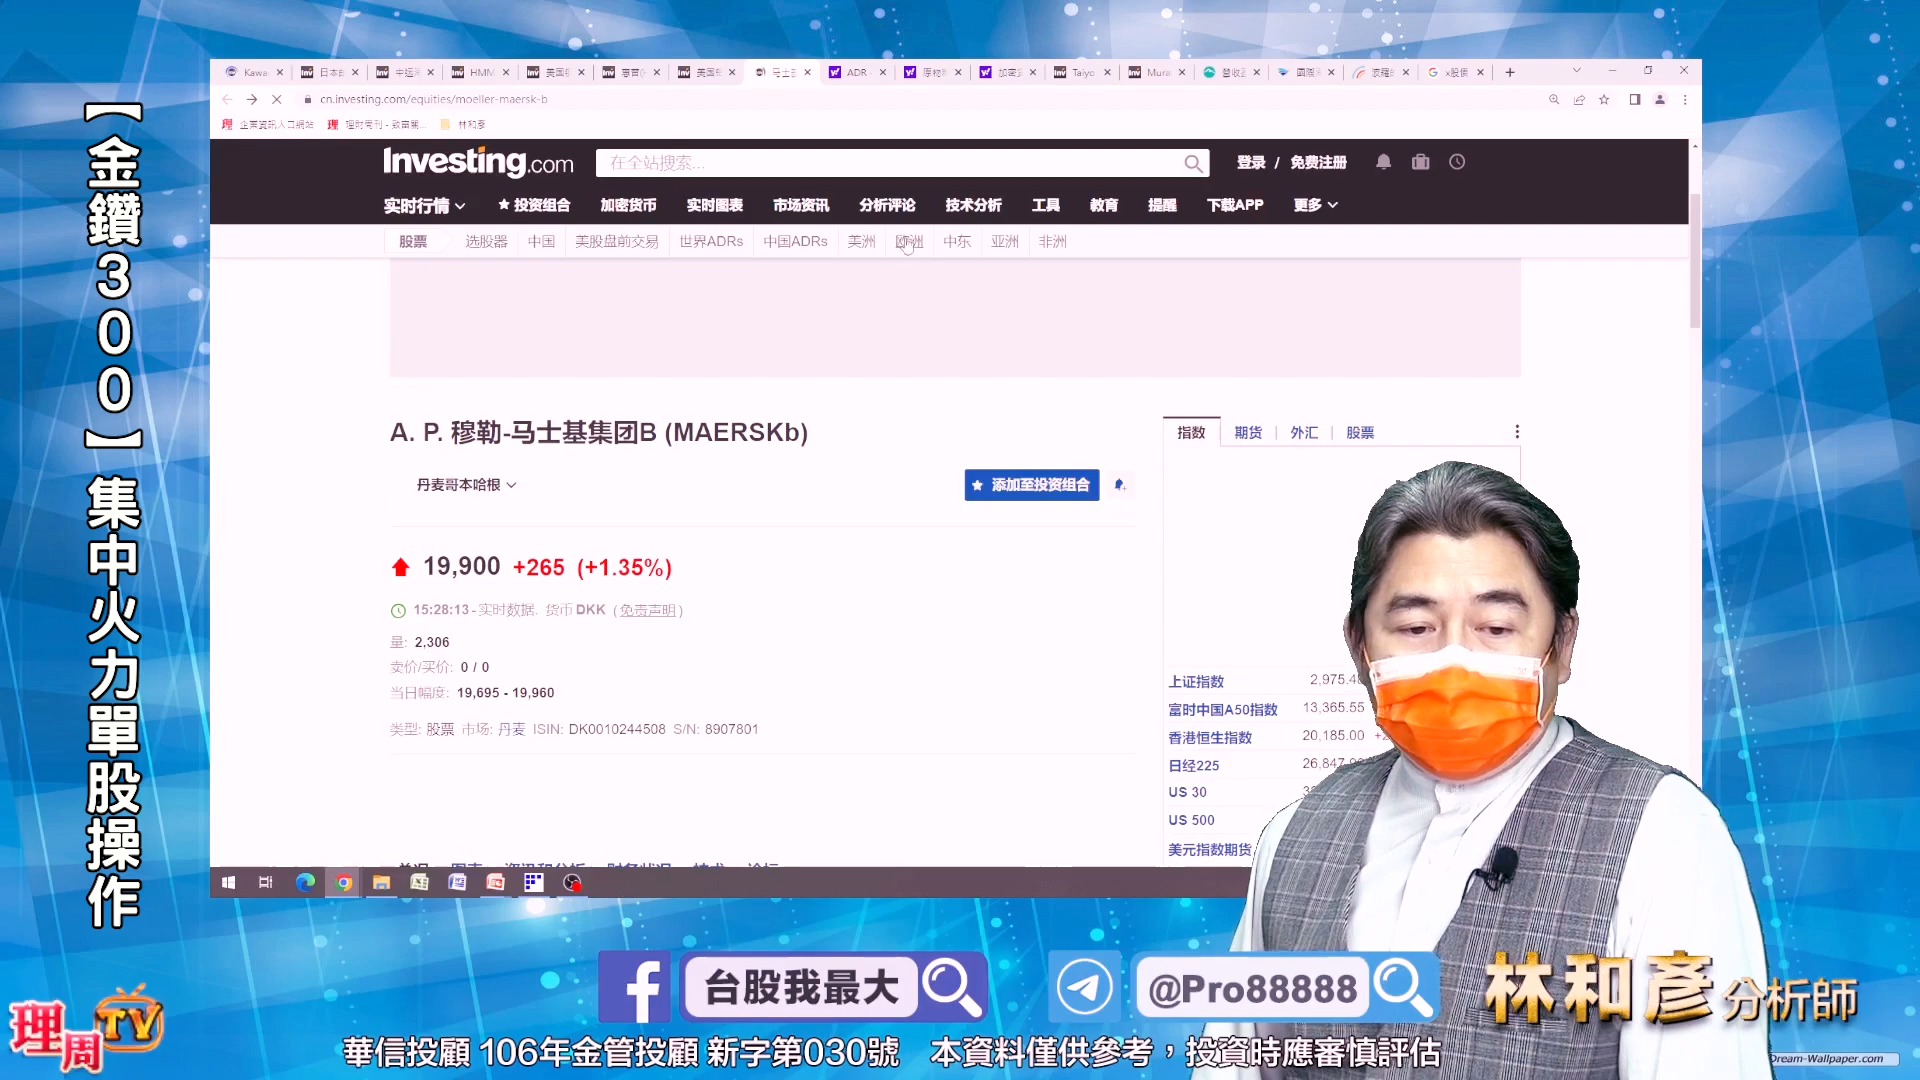 【金鑽300】集中火力單股操作
Kawa
HMM
ADR
Taiyo
Mura
cn.investing.com/equities/moeller-maersk-b
林和彥
Investing.com
在全站搜索...
登录 / 免费注册
实时行情 投资组合 加密货币 实时图表 市场资讯 分析评论 技术分析 工具 教育 提醒 下载APP 更多
股票 选股器 中国 美股盘前交易 世界ADRs 中国ADRs 美洲 欧洲 中东 亚洲 非洲
A. P. 穆勒-马士基集团B (MAERSKb)
指数 期货 外汇 股票
丹麦哥本哈根
添加至投资组合
19,900 +265 (+1.35%)
15:28:13 - 实时数据. 货币 DKK ( 免责声明 )
量: 2,306
卖价/买价: 0 / 0
当日幅度: 19,695 - 19,960
类型: 股票 市场: 丹麦 ISIN: DK0010244508 S/N: 8907801
上证指数 2,975.4
富时中国A50指数 13,365.55
香港恒生指数 20,185.00
日经225 26,847
US 30
US 500
美元指数期货
台股我最大
@Pro88888
林和彥 分析師
理周TV
華信投顧 106年金管投顧 新字第030號 本資料僅供參考，投資時應審慎評估
Dream-Wallpaper.com